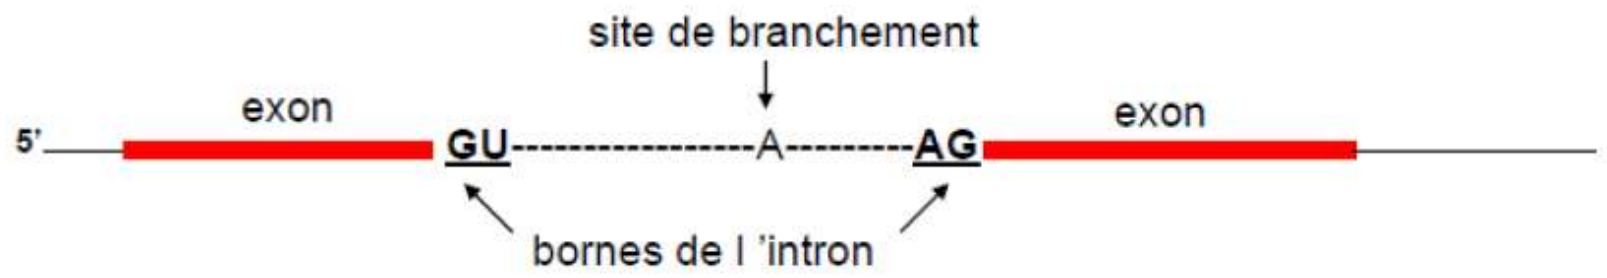 site de branchement
exon exon
5' GU-----------------A---------AG
bornes de l 'intron